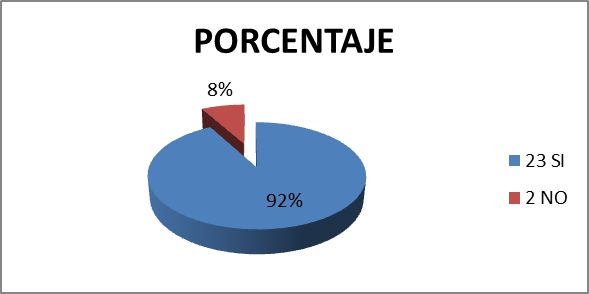 PORCENTAJE
8%
92%
23 SI
2 NO